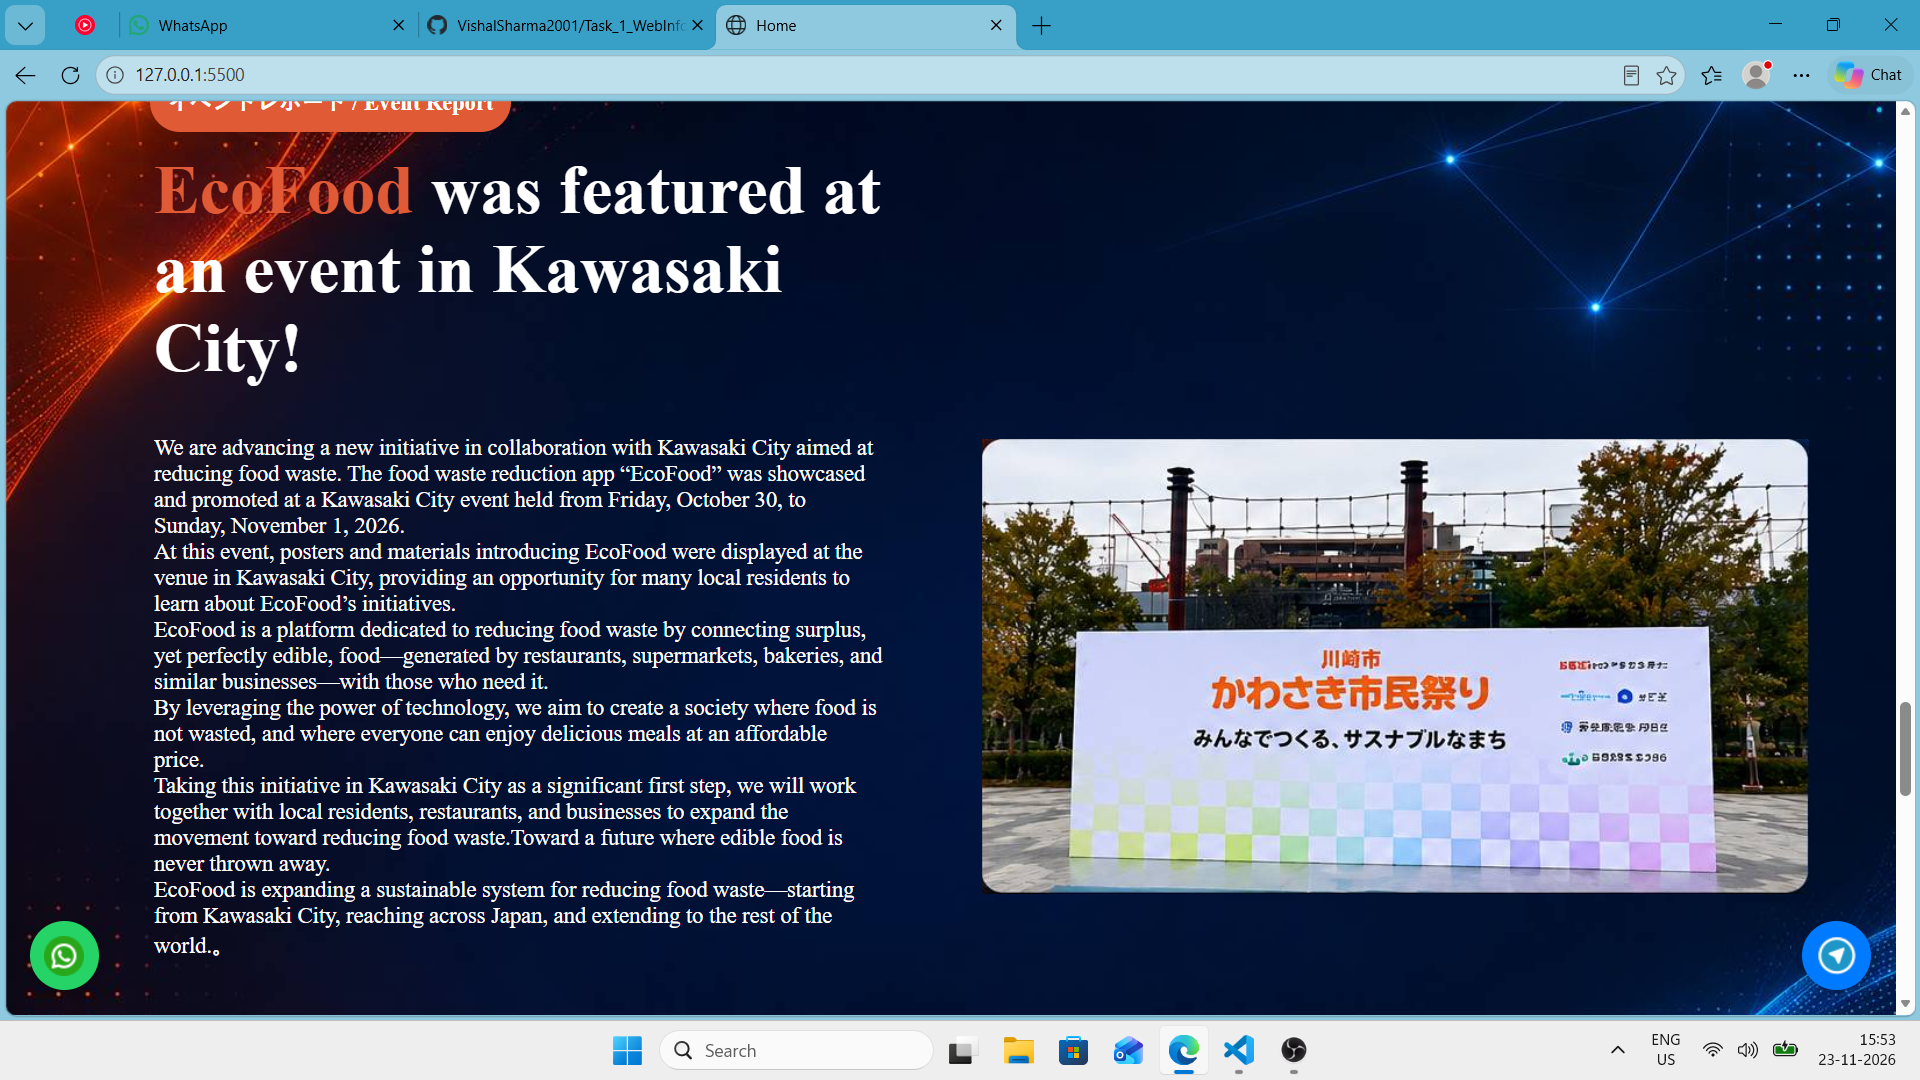 WhatsApp
VishalSharma2001/Task_1_WebInfo
Home
127.0.0.1:5500
Chat
イベントレポート / Event Report
EcoFood was featured at
an event in Kawasaki
City!
We are advancing a new initiative in collaboration with Kawasaki City aimed at
reducing food waste. The food waste reduction app “EcoFood” was showcased
and promoted at a Kawasaki City event held from Friday, October 30, to
Sunday, November 1, 2026.
At this event, posters and materials introducing EcoFood were displayed at the
venue in Kawasaki City, providing an opportunity for many local residents to
learn about EcoFood’s initiatives.
EcoFood is a platform dedicated to reducing food waste by connecting surplus,
yet perfectly edible, food—generated by restaurants, supermarkets, bakeries, and
similar businesses—with those who need it.
By leveraging the power of technology, we aim to create a society where food is
not wasted, and where everyone can enjoy delicious meals at an affordable
price.
Taking this initiative in Kawasaki City as a significant first step, we will work
together with local residents, restaurants, and businesses to expand the
movement toward reducing food waste.Toward a future where edible food is
never thrown away.
EcoFood is expanding a sustainable system for reducing food waste—starting
from Kawasaki City, reaching across Japan, and extending to the rest of the
world.。
川崎市
かわさき市民祭り
みんなでつくる、サスナブルなまち
Search
ENG
US
15:53
23-11-2026